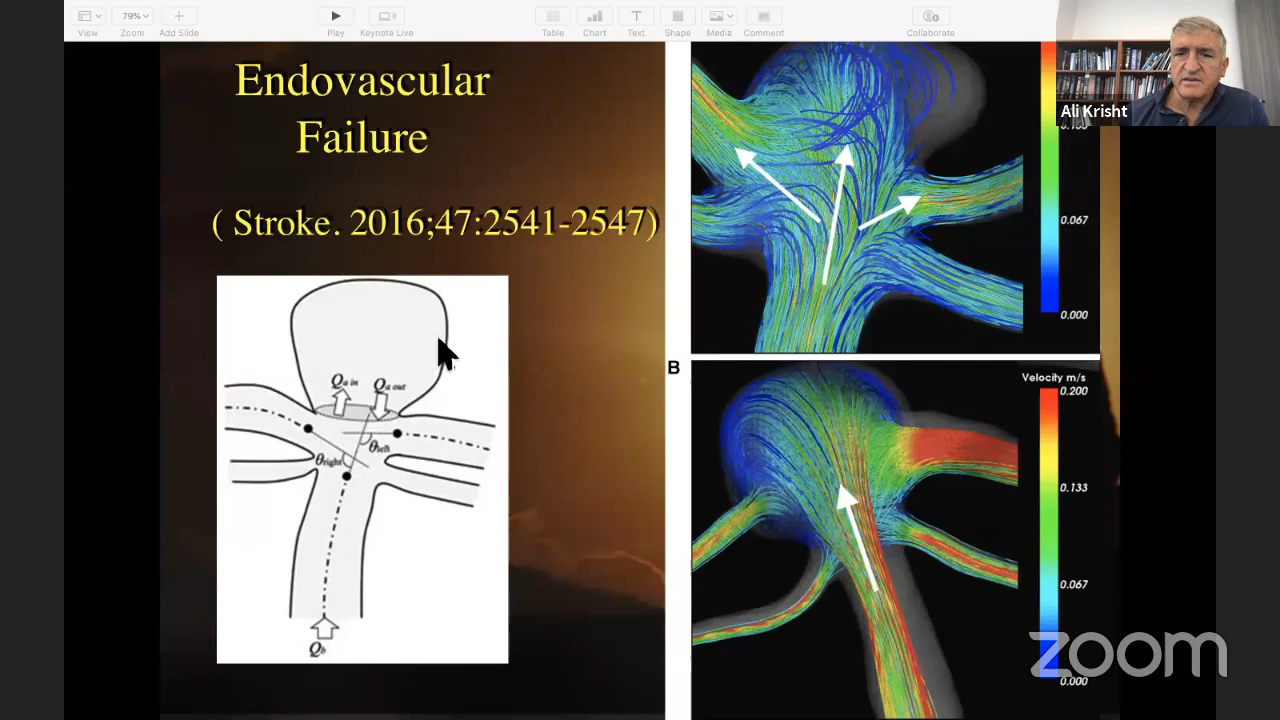 79%
View
Zoom
Add Slide
Play
Keynote Live
Table
Chart
Text
Shape
Media
Comment
Collaborate
Ali Krisht
Endovascular
Failure
( Stroke. 2016;47:2541-2547)
Qa in
Qa out
θleft
θright
Qb
0.067
0.000
B
Velocity m/s
0.200
0.133
0.067
0.000
zoom